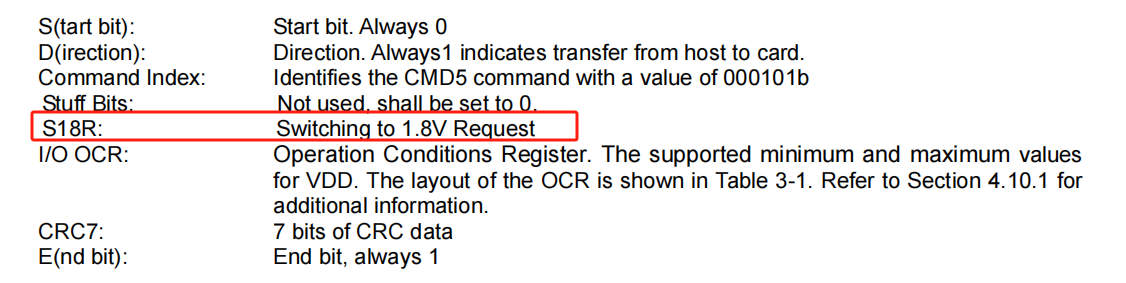 S(tart bit): Start bit. Always 0
D(irection): Direction. Always1 indicates transfer from host to card.
Command Index: Identifies the CMD5 command with a value of 000101b
Stuff Bits: Not used, shall be set to 0.
S18R: Switching to 1.8V Request
I/O OCR: Operation Conditions Register. The supported minimum and maximum values
for VDD. The layout of the OCR is shown in Table 3-1. Refer to Section 4.10.1 for
additional information.
CRC7: 7 bits of CRC data
E(nd bit): End bit, always 1